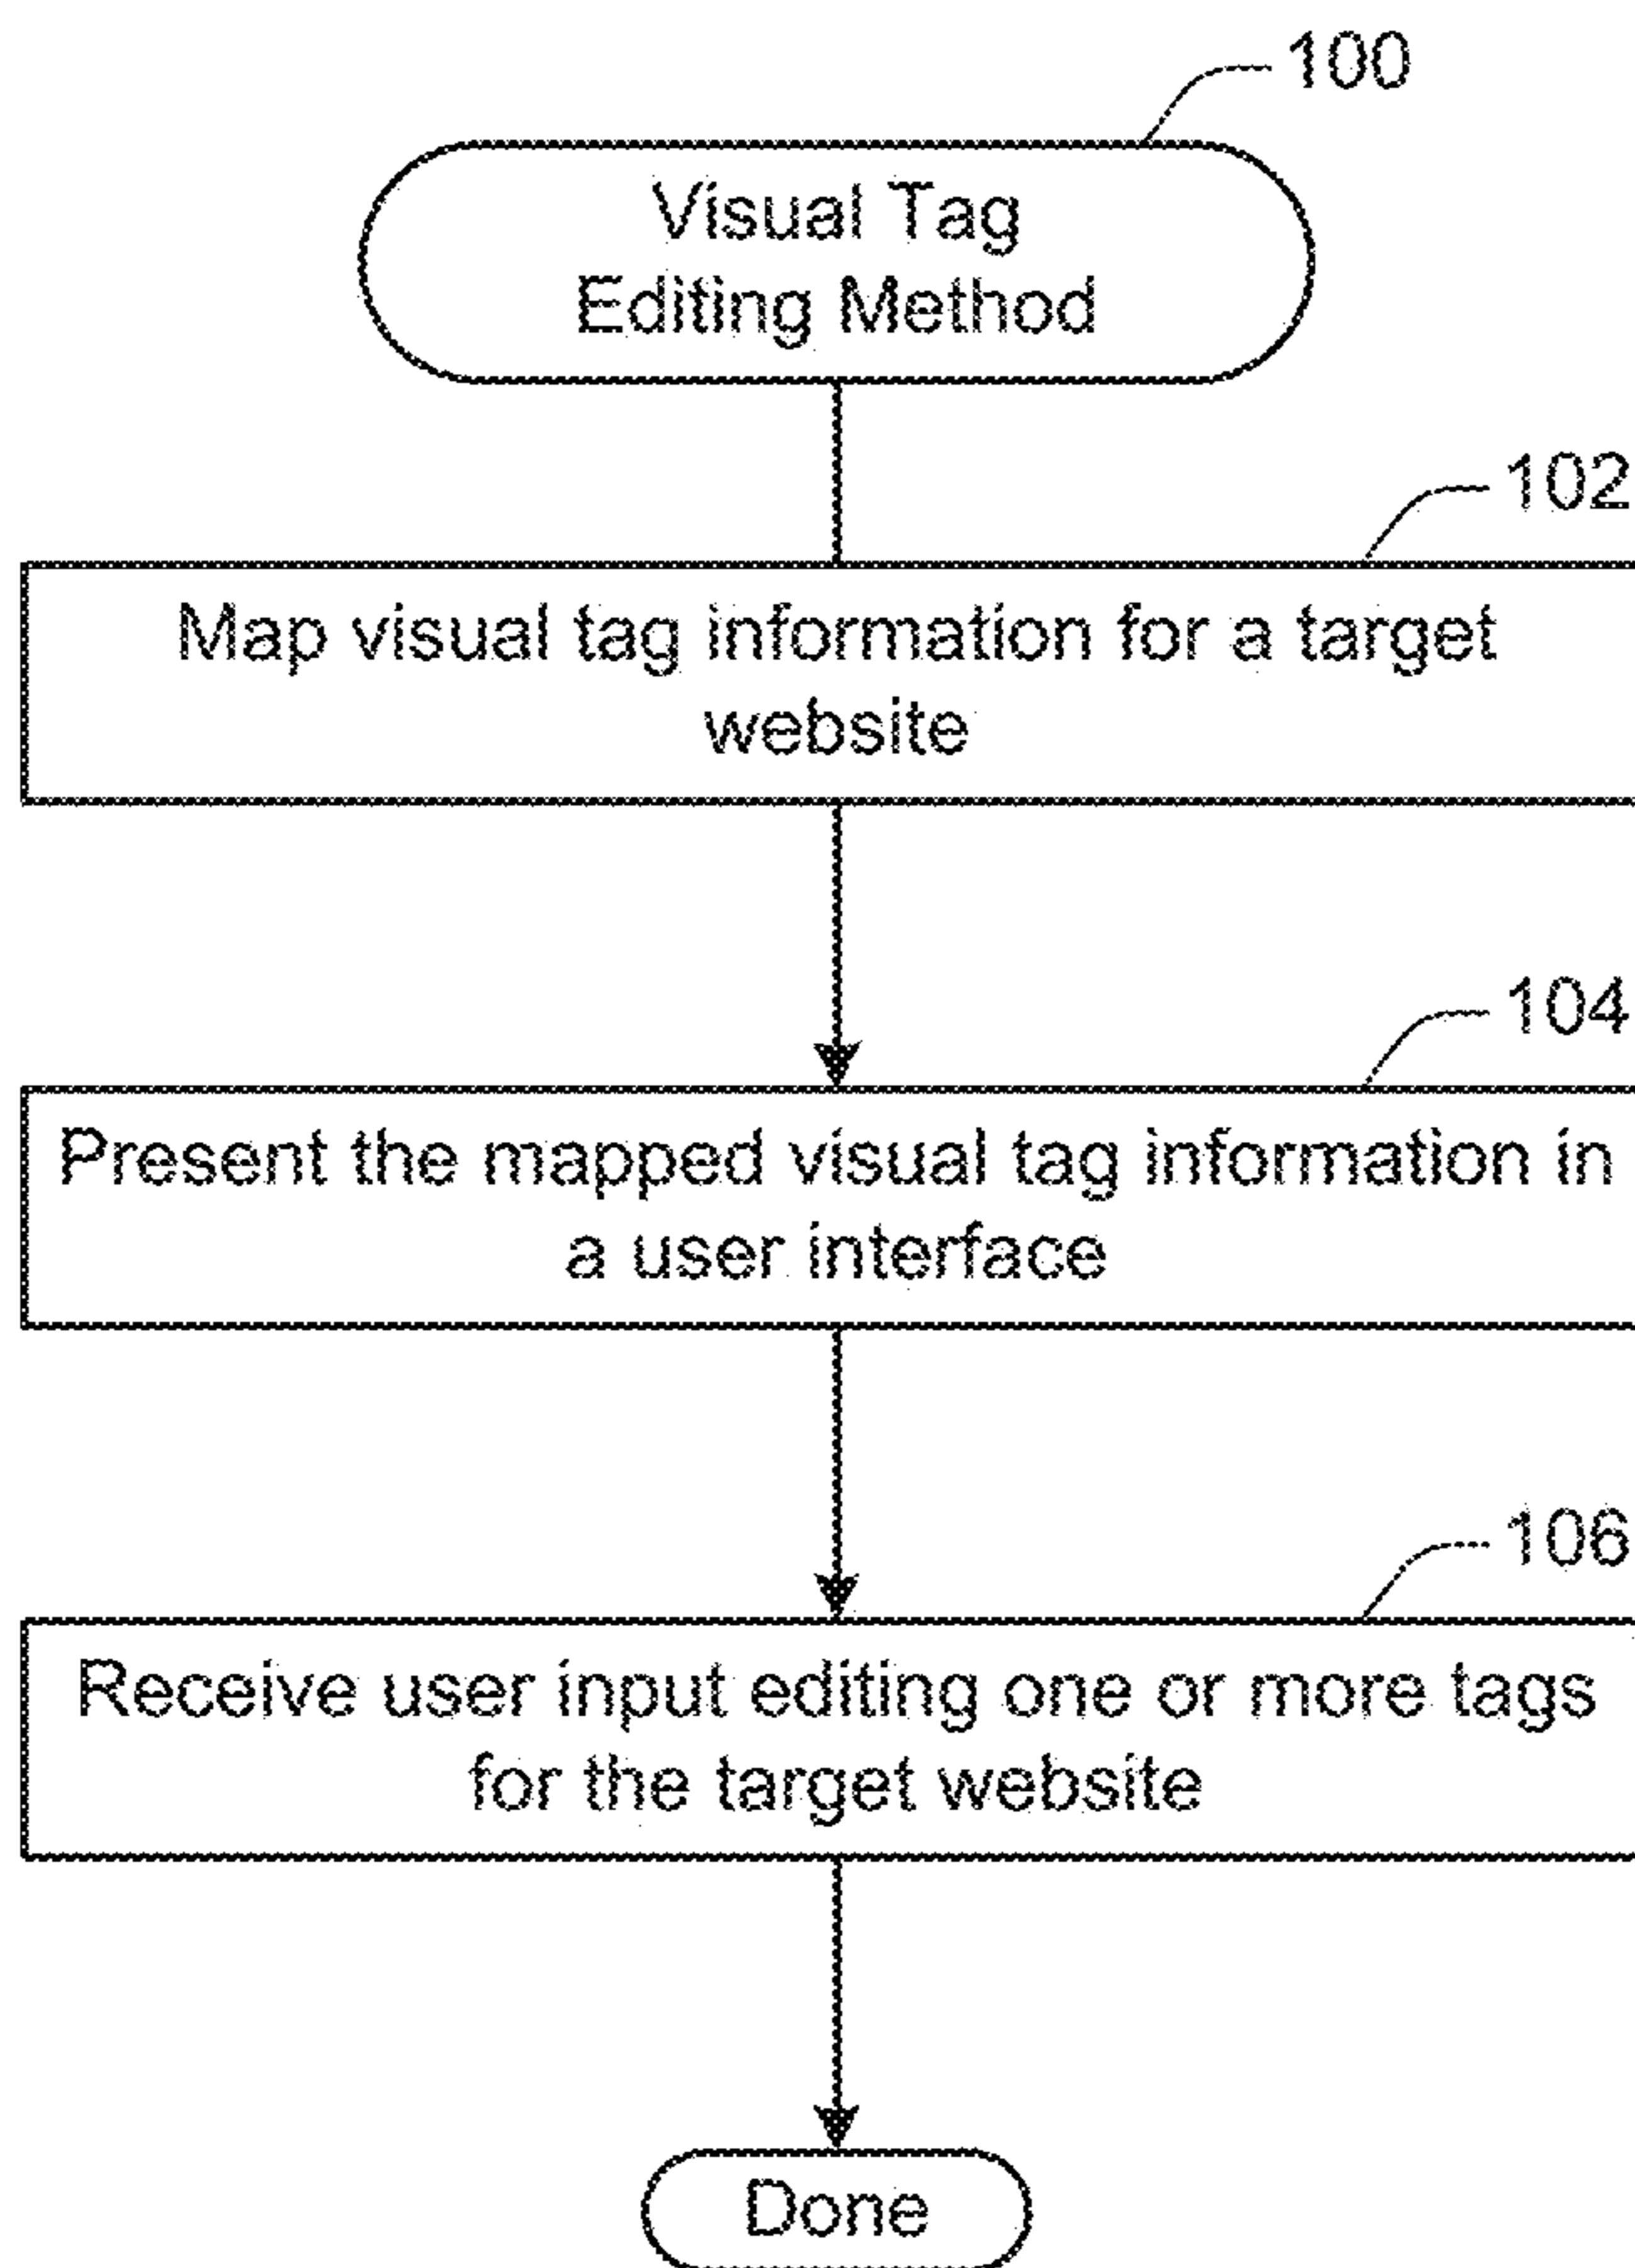 100
Visual Tag
Editing Method
102
Map visual tag information for a target
website
104
Present the mapped visual tag information in
a user interface
106
Receive user input editing one or more tags
for the target website
Done